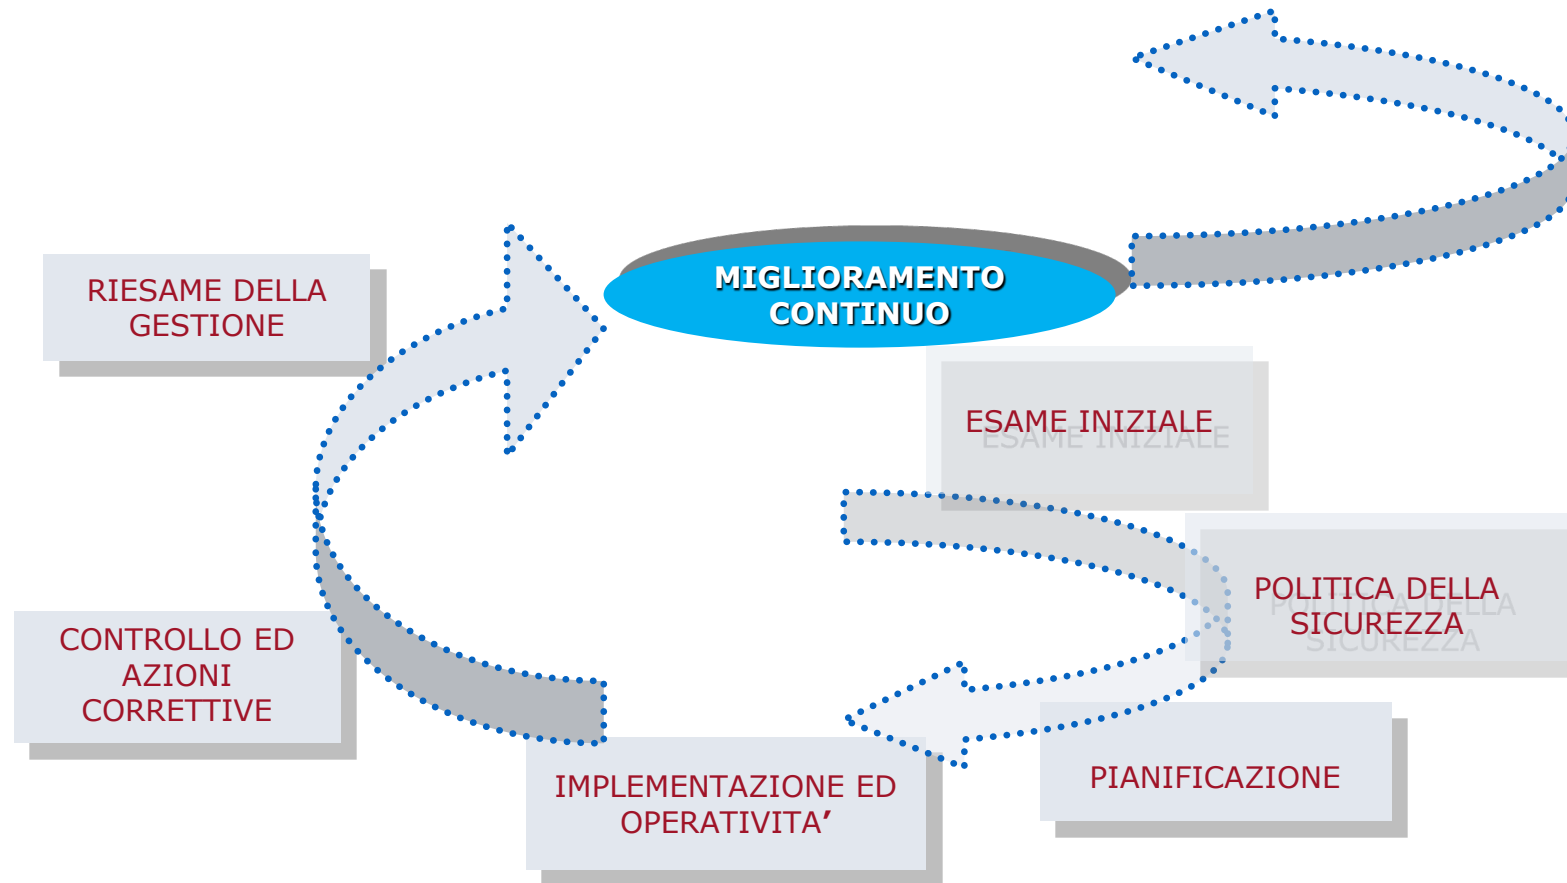 MIGLIORAMENTO
CONTINUO
ESAME INIZIALE
POLITICA DELLA
SICUREZZA
PIANIFICAZIONE
IMPLEMENTAZIONE ED
OPERATIVITA’
CONTROLLO ED
AZIONI
CORRETTIVE
RIESAME DELLA
GESTIONE